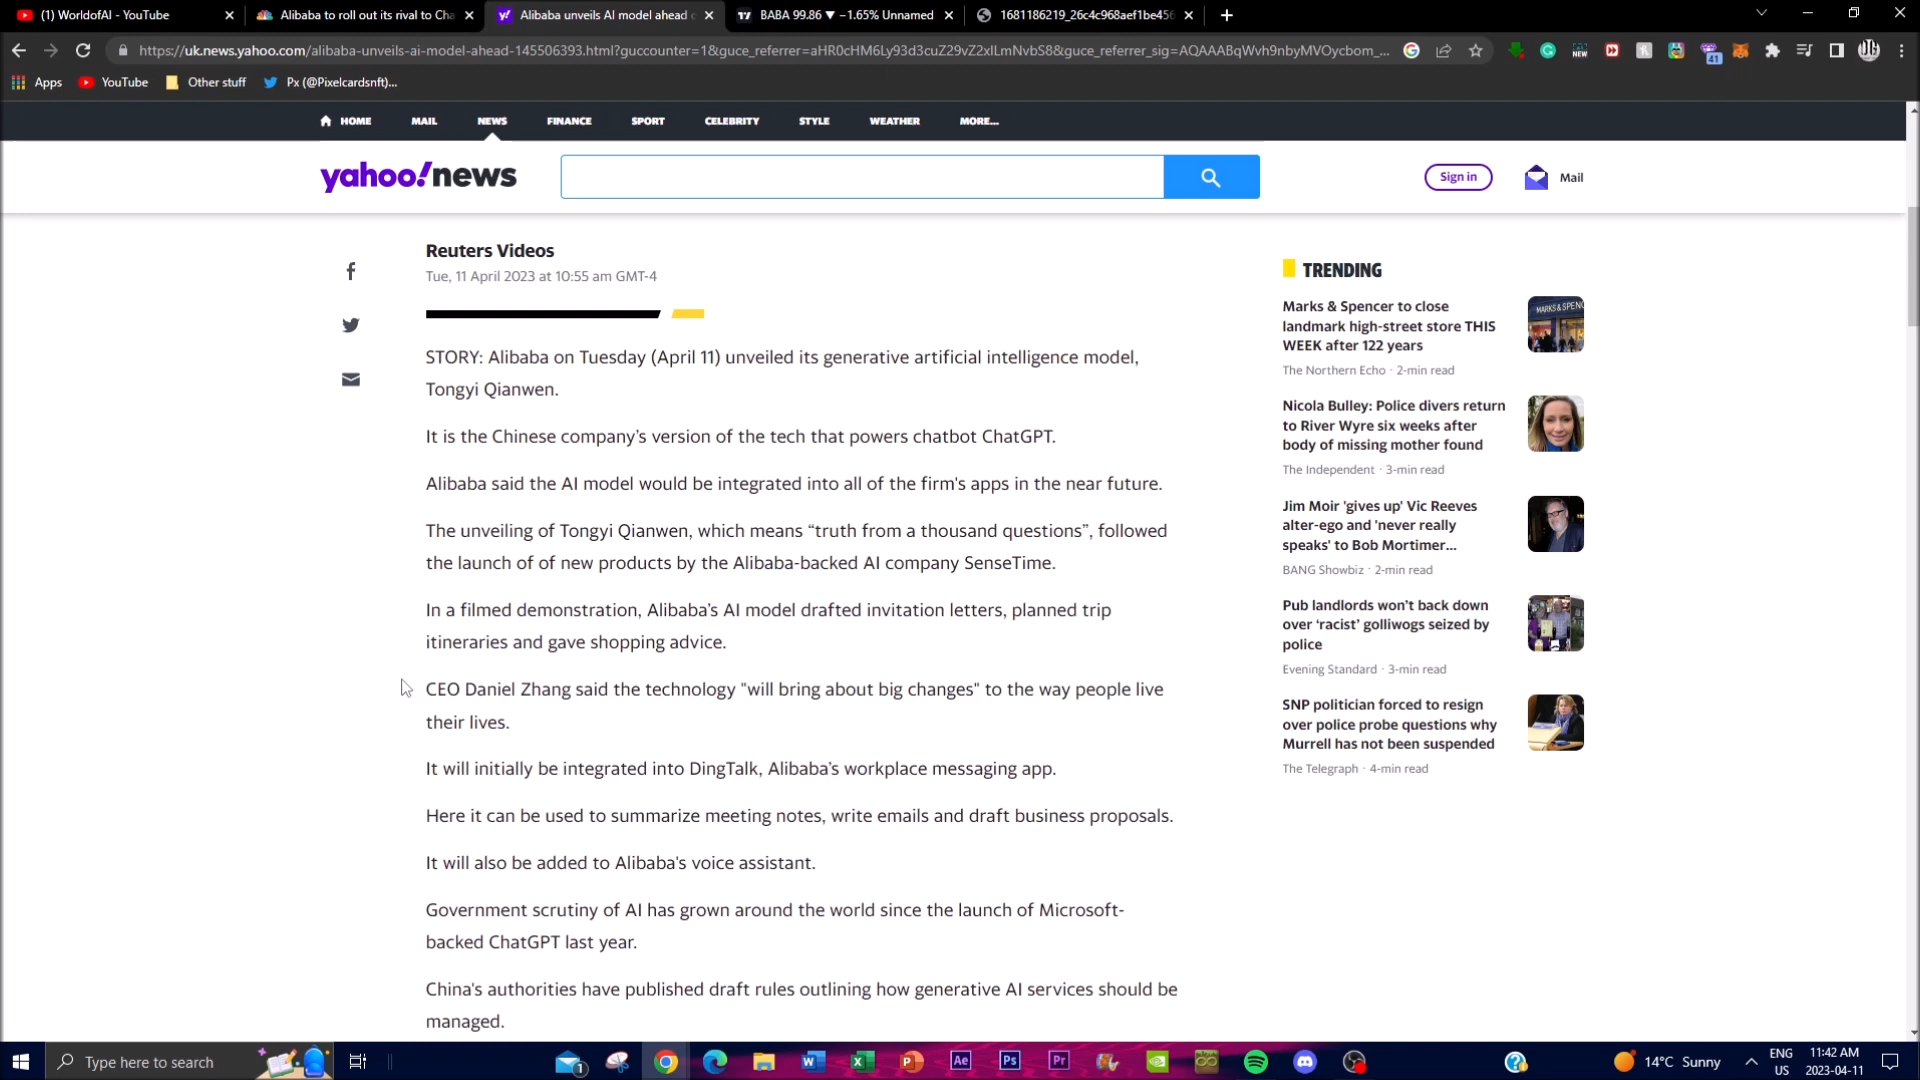 (1) WorldofAI - YouTube
Alibaba to roll out its rival to Cha
Alibaba unveils AI model ahead o
BABA 99.86 ▼ −1.65% Unnamed
1681186219_26c4c968aef1be456
https://uk.news.yahoo.com/alibaba-unveils-ai-model-ahead-145506393.html?guccounter=1&guce_referrer=aHR0cHM6Ly93d3cuZ29vZ2xlLmNvbS8&guce_referrer_sig=AQAAABqWvh9nbyMVOycbom_...
Apps
YouTube
Other stuff
Px (@Pixelcardsnft)...
HOME MAIL NEWS FINANCE SPORT CELEBRITY STYLE WEATHER MORE...
yahoo!news
Sign in
Mail
Reuters Videos
Tue, 11 April 2023 at 10:55 am GMT-4
STORY: Alibaba on Tuesday (April 11) unveiled its generative artificial intelligence model,
Tongyi Qianwen.
It is the Chinese company’s version of the tech that powers chatbot ChatGPT.
Alibaba said the AI model would be integrated into all of the firm's apps in the near future.
The unveiling of Tongyi Qianwen, which means “truth from a thousand questions”, followed
the launch of of new products by the Alibaba-backed AI company SenseTime.
In a filmed demonstration, Alibaba’s AI model drafted invitation letters, planned trip
itineraries and gave shopping advice.
CEO Daniel Zhang said the technology "will bring about big changes" to the way people live
their lives.
It will initially be integrated into DingTalk, Alibaba’s workplace messaging app.
Here it can be used to summarize meeting notes, write emails and draft business proposals.
It will also be added to Alibaba's voice assistant.
Government scrutiny of AI has grown around the world since the launch of Microsoft-
backed ChatGPT last year.
China's authorities have published draft rules outlining how generative AI services should be
managed.
TRENDING
Marks & Spencer to close
landmark high-street store THIS
WEEK after 122 years
The Northern Echo · 2-min read
Nicola Bulley: Police divers return
to River Wyre six weeks after
body of missing mother found
The Independent · 3-min read
Jim Moir 'gives up' Vic Reeves
alter-ego and 'never really
speaks' to Bob Mortimer...
BANG Showbiz · 2-min read
Pub landlords won’t back down
over ‘racist’ golliwogs seized by
police
Evening Standard · 3-min read
SNP politician forced to resign
over police probe questions why
Murrell has not been suspended
The Telegraph · 4-min read
Type here to search
14°C Sunny
ENG
US
11:42 AM
2023-04-11